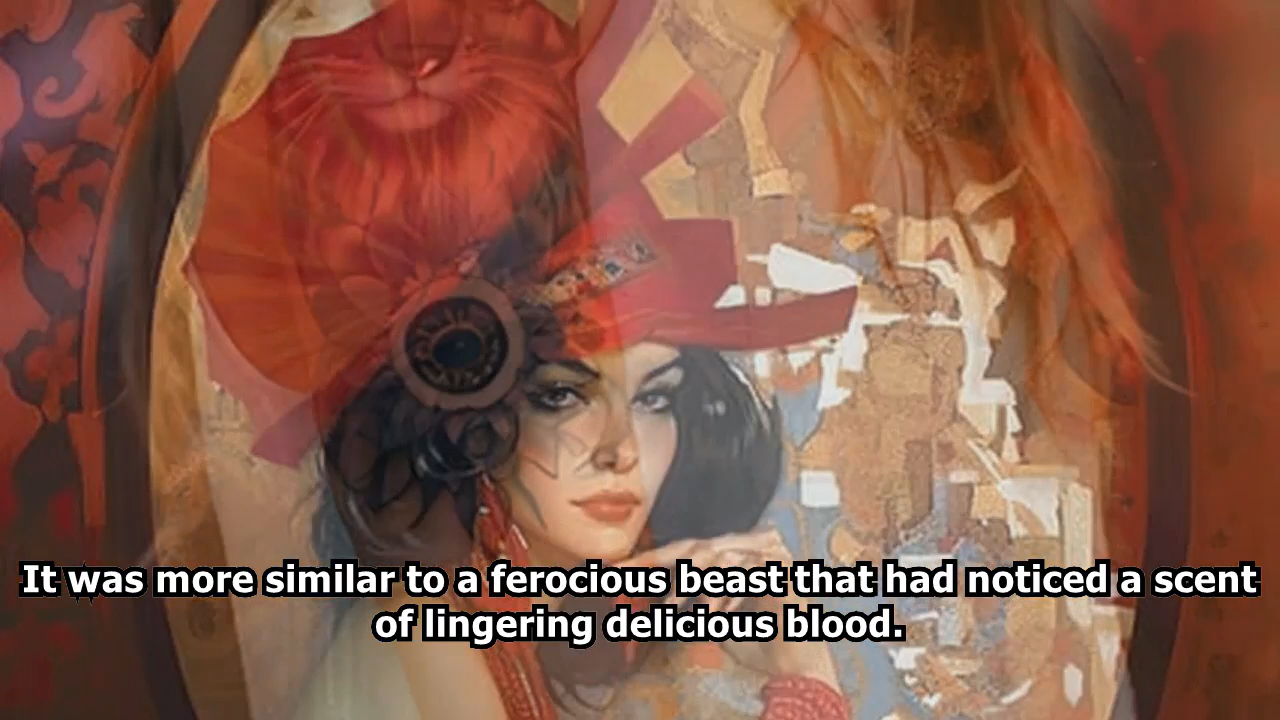 It was more similar to a ferocious beast that had noticed a scent
of lingering delicious blood.